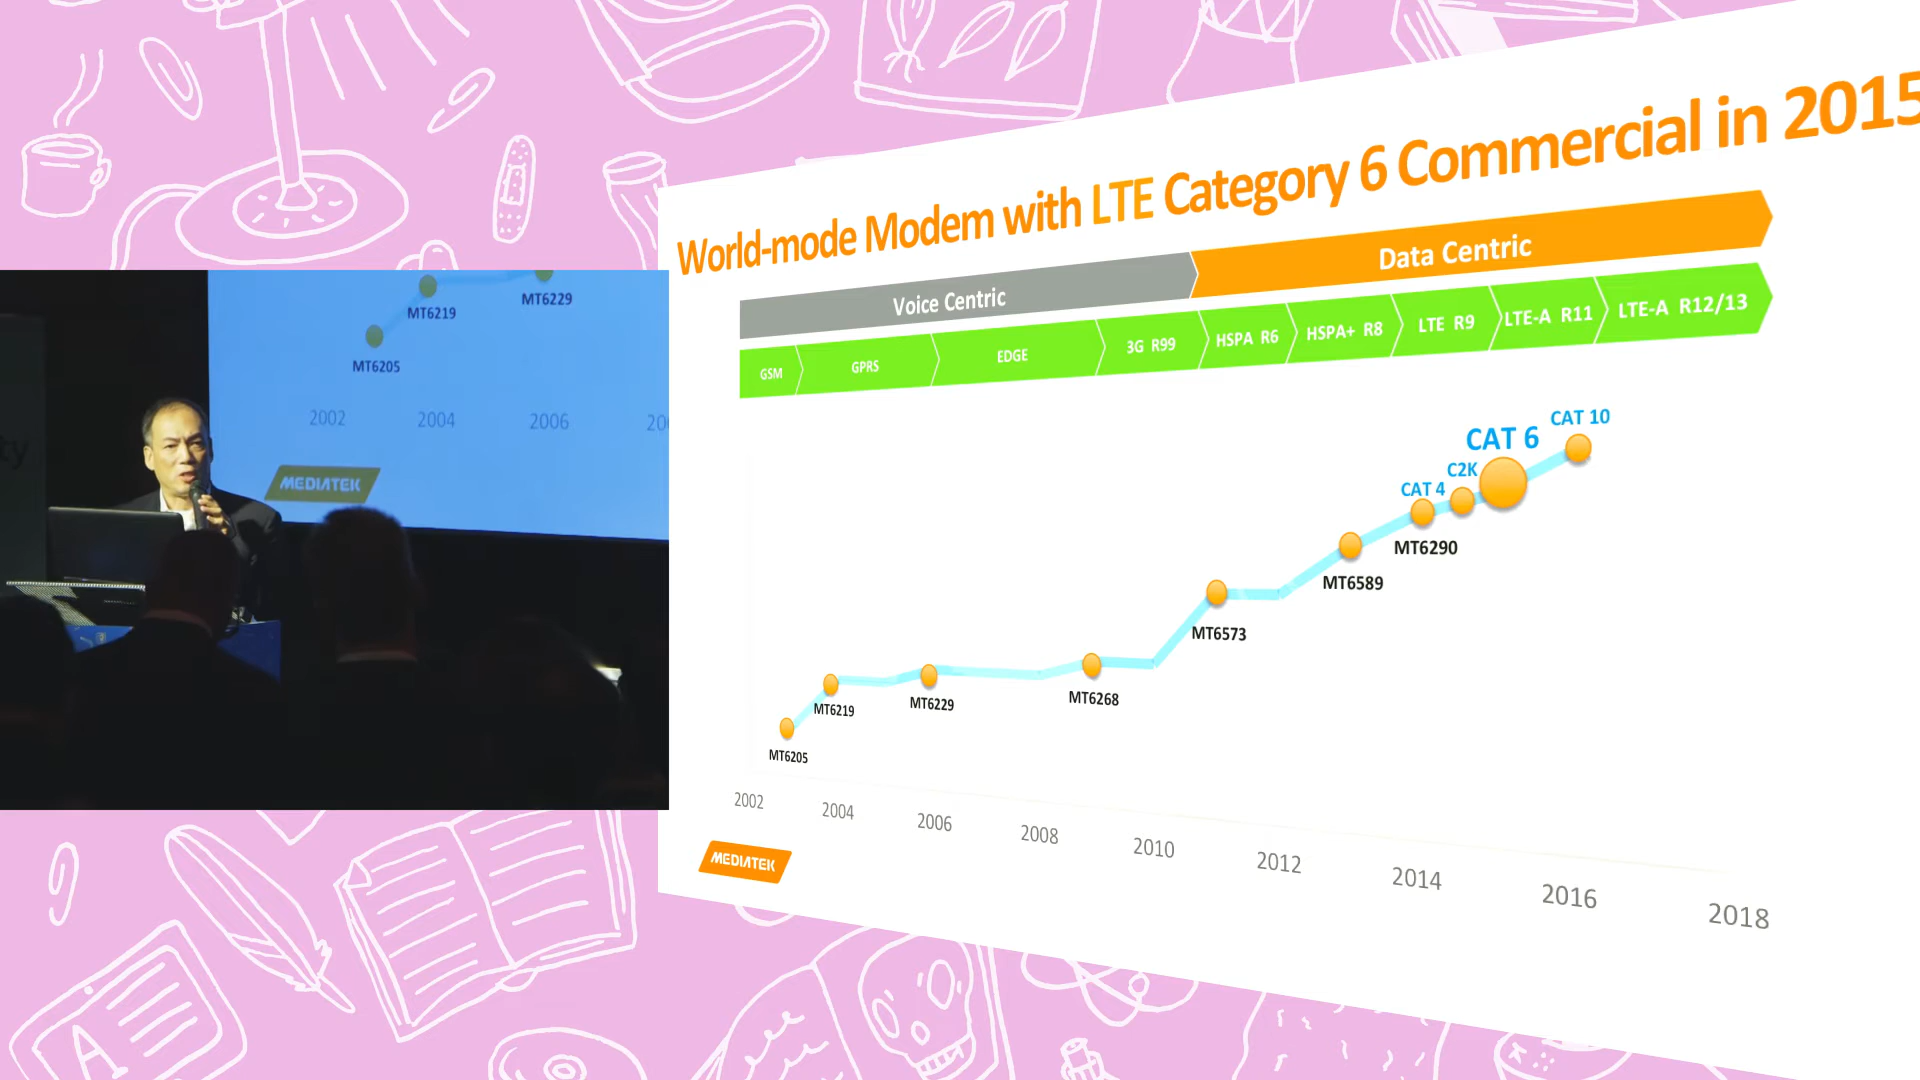 World-mode Modem with LTE Category 6 Commercial in 2015
Voice Centric
Data Centric
GSM
GPRS
EDGE
3G R99
HSPA R6
HSPA+ R8
LTE R9
LTE-A R11
LTE-A R12/13
CAT 10
CAT 6
C2K
CAT 4
MT6290
MT6589
MT6573
MT6268
MT6229
MT6219
MT6205
2002
2004
2006
2008
2010
2012
2014
2016
2018
MEDIATEK
MT6229
MT6219
MT6205
2002
2004
2006
20
MEDIATEK
ty
A